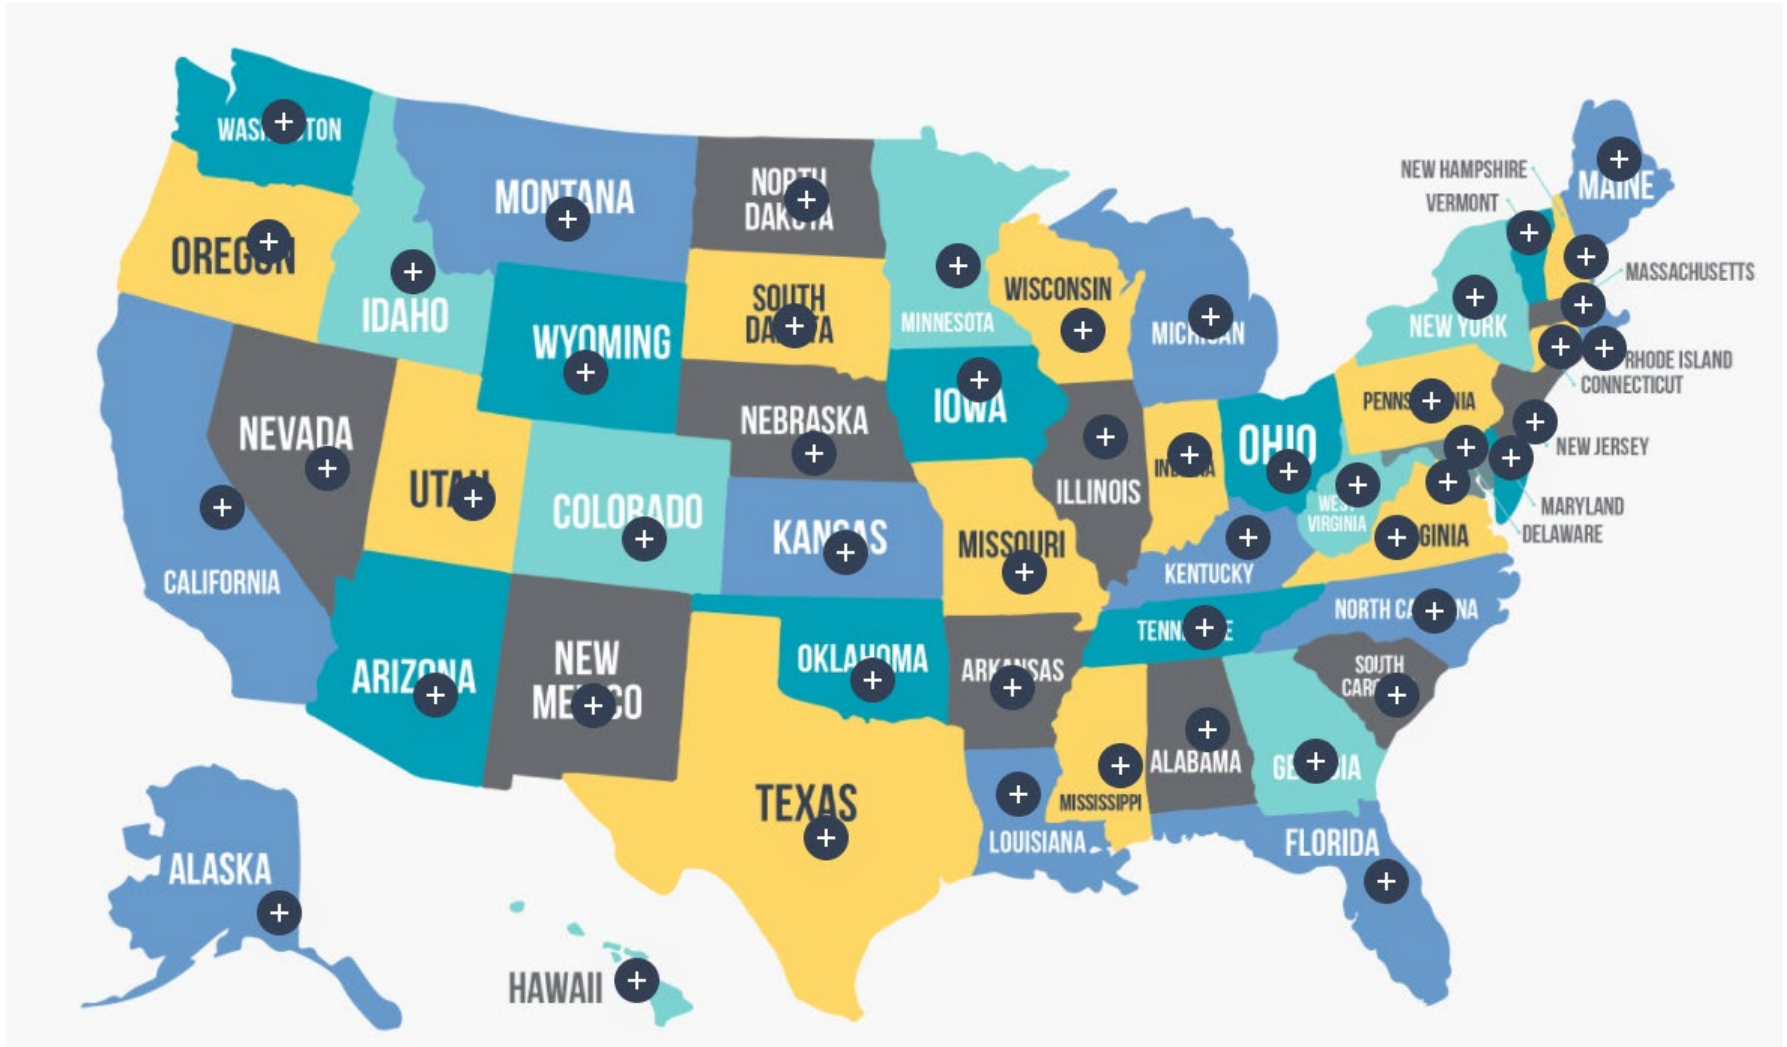 WASHINGTON
MONTANA
NORTH
DAKOTA
NEW HAMPSHIRE
MAINE
VERMONT
OREGON
IDAHO
WYOMING
SOUTH
DAKOTA
MINNESOTA
WISCONSIN
MICHIGAN
NEW YORK
MASSACHUSETTS
RHODE ISLAND
CONNECTICUT
NEVADA
UTAH
COLORADO
NEBRASKA
IOWA
ILLINOIS
INDIANA
OHIO
PENNSYLVANIA
NEW JERSEY
MARYLAND
DELAWARE
WEST
VIRGINIA
VIRGINIA
CALIFORNIA
KANSAS
MISSOURI
KENTUCKY
NORTH CAROLINA
TENNESSEE
ARIZONA
NEW
MEXICO
OKLAHOMA
ARKANSAS
SOUTH
CAROLINA
TEXAS
LOUISIANA
MISSISSIPPI
ALABAMA
GEORGIA
FLORIDA
ALASKA
HAWAII